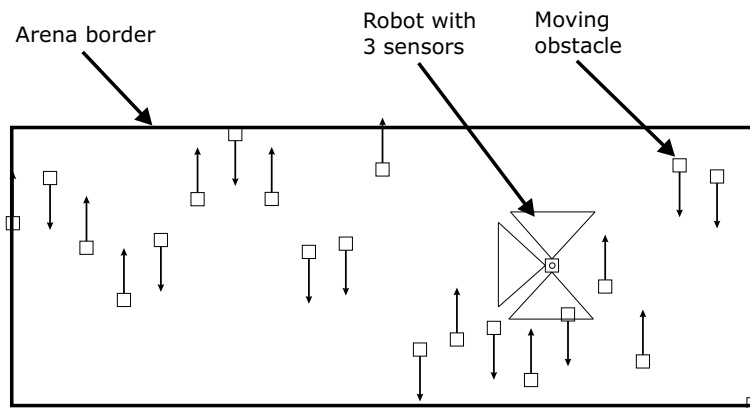 Arena border
Robot with
3 sensors
Moving
obstacle